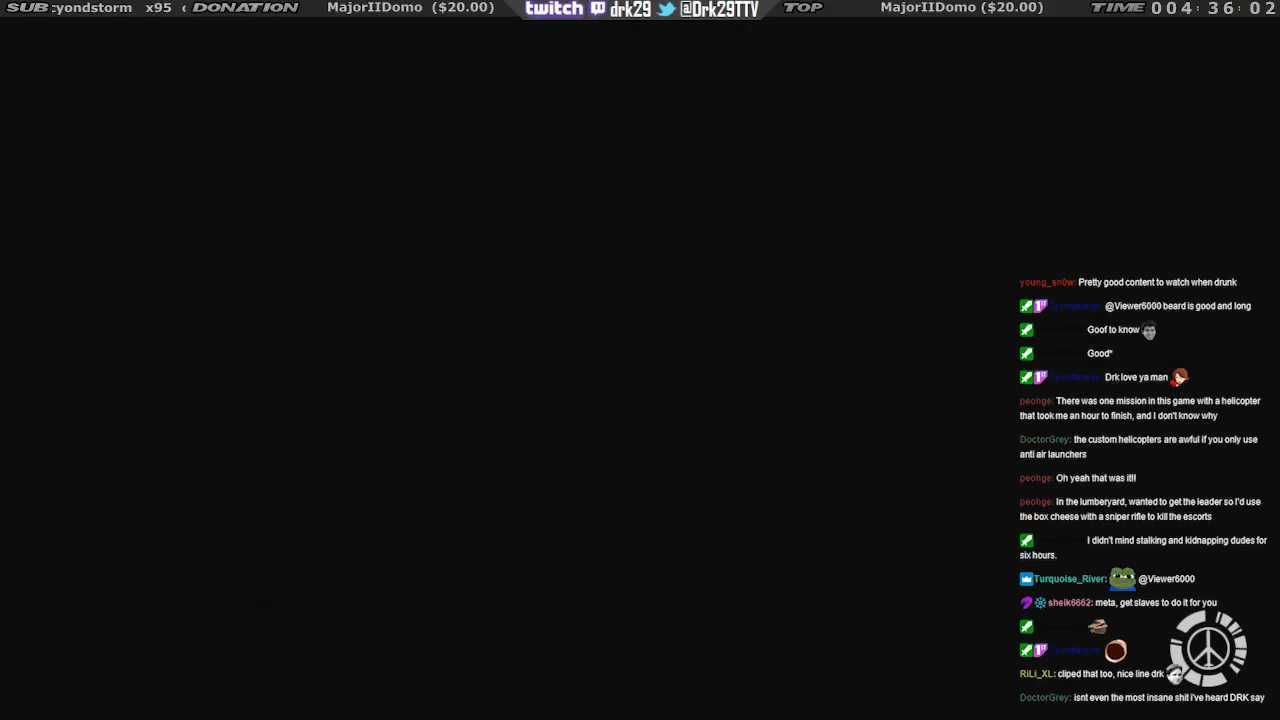 SUB :yondstorm x95 DONATION MajorIIDomo ($20.00) twitch drk29 @Drk29TTV TOP MajorIIDomo ($20.00) TIME 004:36:02
young_sn0w: Pretty good content to watch when drunk
@Viewer6000 beard is good and long
Goof to know
Good*
Drk love ya man
peohge: There was one mission in this game with a helicopter
that took me an hour to finish, and I don't know why
DoctorGrey: the custom helicopters are awful if you only use
anti air launchers
peohge: Oh yeah that was it!!
peohge: In the lumberyard, wanted to get the leader so I'd use
the box cheese with a sniper rifle to kill the escorts
I didn't mind stalking and kidnapping dudes for
six hours.
Turquoise_River: @Viewer6000
sheik6662: meta, get slaves to do it for you
RiLi_XL: cliped that too, nice line drk
DoctorGrey: isnt even the most insane shit i've heard DRK say